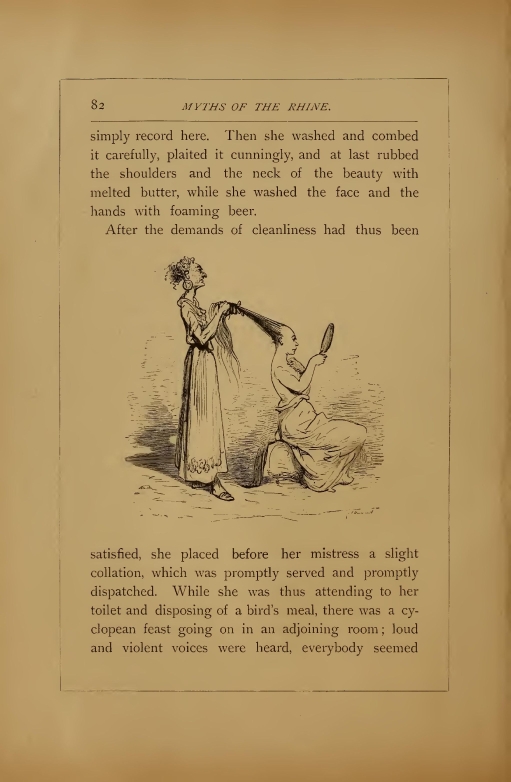 82
MYTHS OF THE RHINE.
simply record here. Then she washed and combed
it carefully, plaited it cunningly, and at last rubbed
the shoulders and the neck of the beauty with
melted butter, while she washed the face and the
hands with foaming beer.
After the demands of cleanliness had thus been
satisfied, she placed before her mistress a slight
collation, which was promptly served and promptly
dispatched. While she was thus attending to her
toilet and disposing of a bird's meal, there was a cy-
clopean feast going on in an adjoining room; loud
and violent voices were heard, everybody seemed